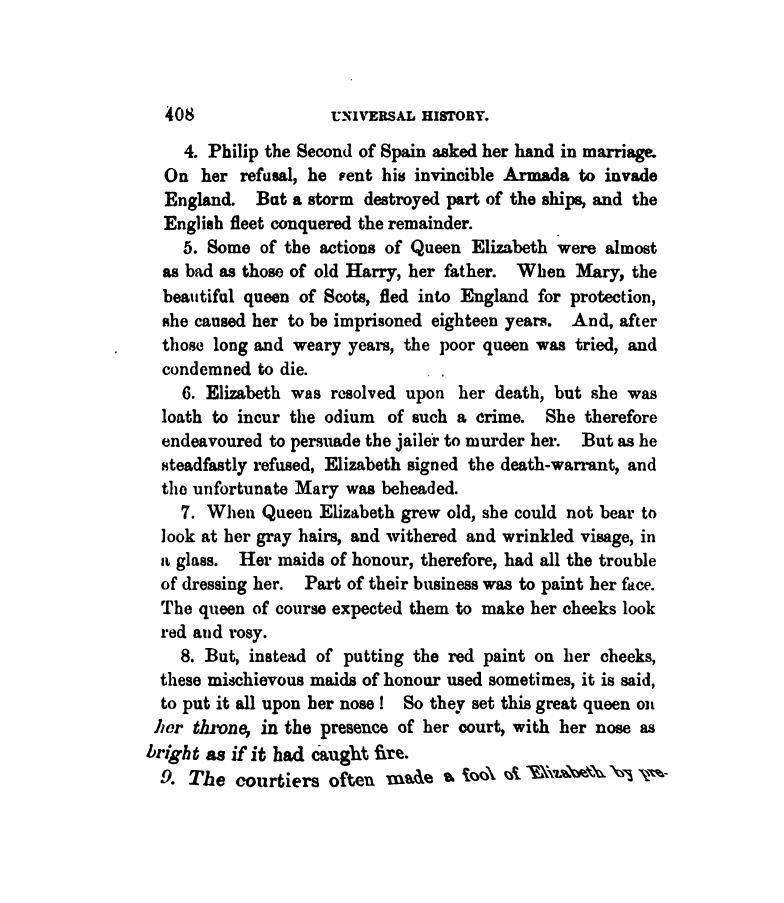 408 UNIVERSAL HISTORY.
4. Philip the Second of Spain asked her hand in marriage.
On her refusal, he sent his invincible Armada to invade
England. But a storm destroyed part of the ships, and the
English fleet conquered the remainder.
5. Some of the actions of Queen Elizabeth were almost
as bad as those of old Harry, her father. When Mary, the
beautiful queen of Scots, fled into England for protection,
she caused her to be imprisoned eighteen years. And, after
those long and weary years, the poor queen was tried, and
condemned to die.
6. Elizabeth was resolved upon her death, but she was
loath to incur the odium of such a crime. She therefore
endeavoured to persuade the jailer to murder her. But as he
steadfastly refused, Elizabeth signed the death-warrant, and
the unfortunate Mary was beheaded.
7. When Queen Elizabeth grew old, she could not bear to
look at her gray hairs, and withered and wrinkled visage, in
a glass. Her maids of honour, therefore, had all the trouble
of dressing her. Part of their business was to paint her face.
The queen of course expected them to make her cheeks look
red and rosy.
8. But, instead of putting the red paint on her cheeks,
these mischievous maids of honour used sometimes, it is said,
to put it all upon her nose! So they set this great queen on
her throne, in the presence of her court, with her nose as
bright as if it had caught fire.
9. The courtiers often made a fool of Elizabeth by pre-